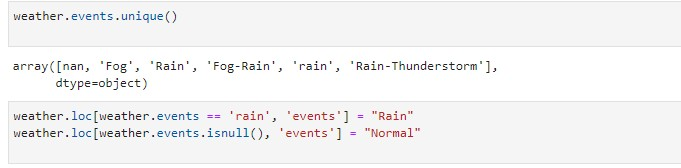 weather.events.unique()
array([nan, 'Fog', 'Rain', 'Fog-Rain', 'rain', 'Rain-Thunderstorm'],
      dtype=object)
weather.loc[weather.events == 'rain', 'events'] = "Rain"
weather.loc[weather.events.isnull(), 'events'] = "Normal"